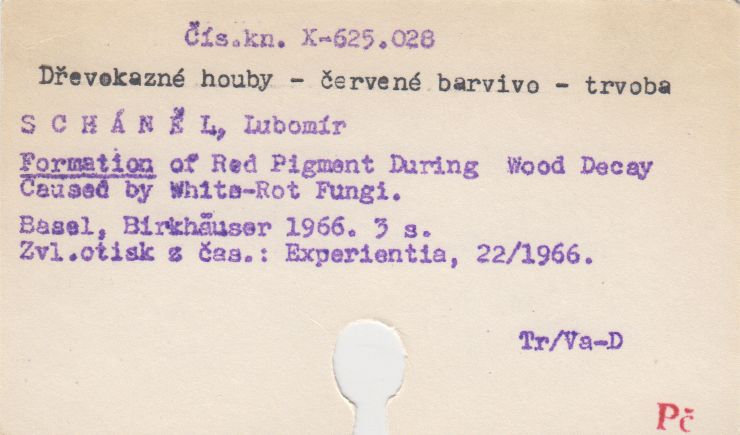 Čís.kn. X-625.028
Dřevokazné houby - červené barvivo - trvoba
S C H Á N Ě L, Lubomír
Formation of Red Pigment During Wood Decay
Caused by White-Rot Fungi.
Basel, Birkhäuser 1966. 3 s.
Zvl.otisk z čas.: Experientia, 22/1966.
Tr/Va-D
Pč